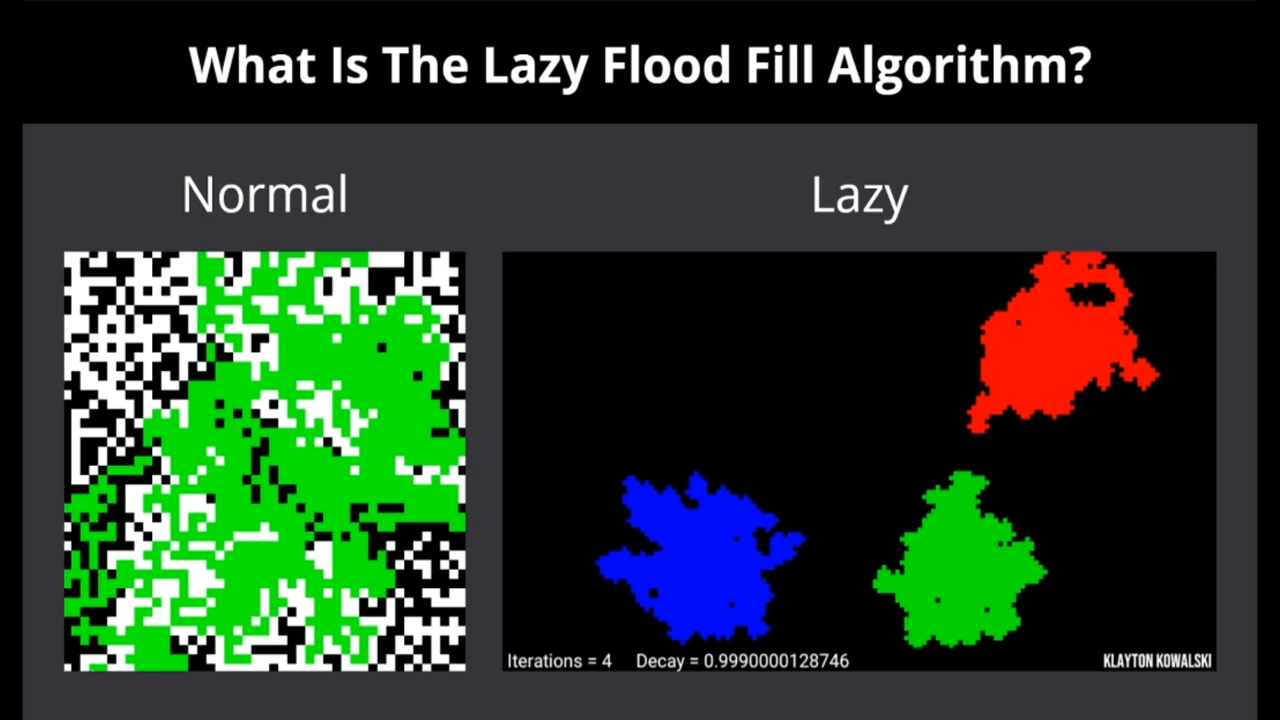 What Is The Lazy Flood Fill Algorithm?
Normal
Lazy
Iterations = 4 Decay = 0.9990000128746
KLAYTON KOWALSKI